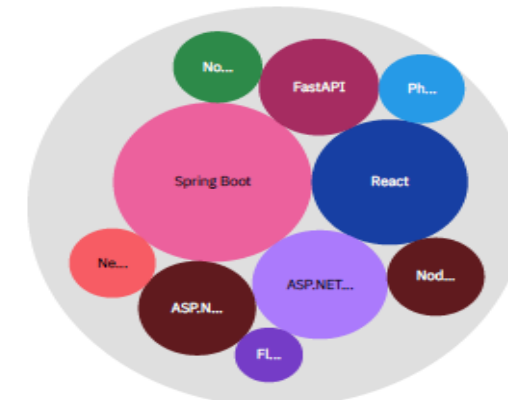 No...
FastAPI
Ph...
Spring Boot
React
Ne...
ASP.N...
ASP.NET...
Nod...
Fl...